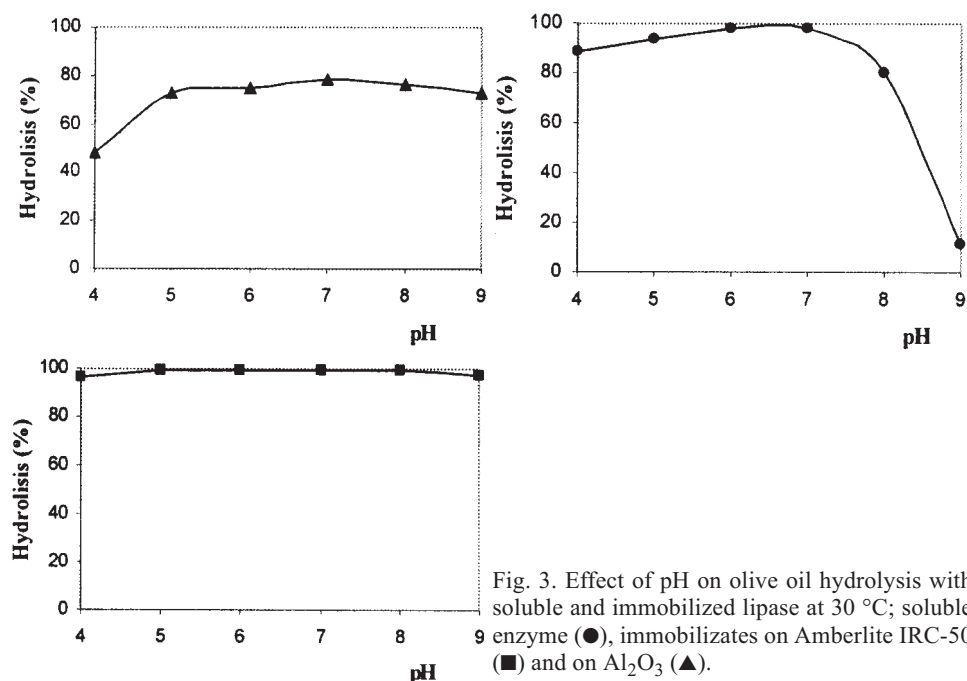 Hydrolisis (%)
100
80
60
40
20
0
4 5 6 7 8 9
pH
Hydrolisis (%)
100
80
60
40
20
0
4 5 6 7 8 9
pH
Hydrolisis (%)
100
80
60
40
20
0
4 5 6 7 8 9
pH
Fig. 3. Effect of pH on olive oil hydrolysis with
soluble and immobilized lipase at 30 °C; soluble
enzyme (●), immobilizates on Amberlite IRC-50
(■) and on Al₂O₃ (▲).